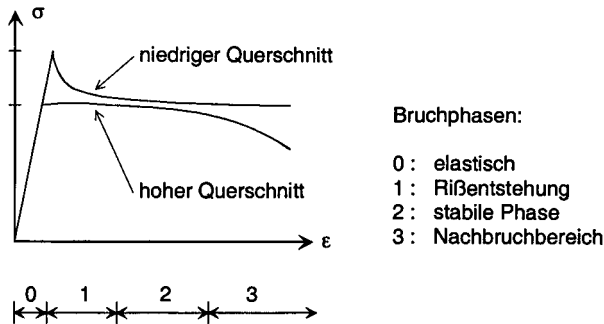 σ
niedriger Querschnitt
hoher Querschnitt
ε
0 1 2 3
Bruchphasen:
0 : elastisch
1 : Rißentstehung
2 : stabile Phase
3 : Nachbruchbereich